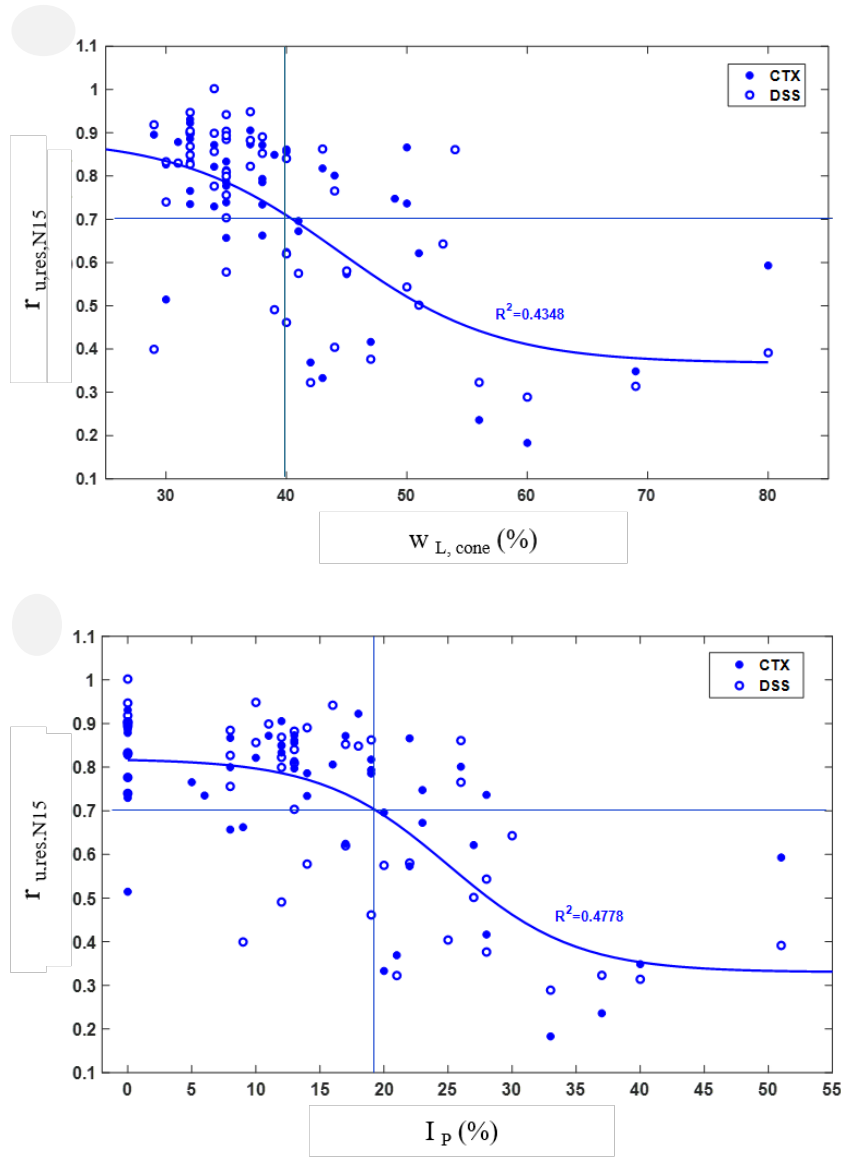 1.1
1
0.9
0.8
0.7
0.6
0.5
0.4
0.3
0.2
0.1
r u,res,N15
CTX
DSS
R2=0.4348
30 40 50 60 70 80
w L, cone (%)
1.1
1
0.9
0.8
0.7
0.6
0.5
0.4
0.3
0.2
0.1
r u.res.N15
CTX
DSS
R2=0.4778
0 5 10 15 20 25 30 35 40 45 50 55
I P (%)